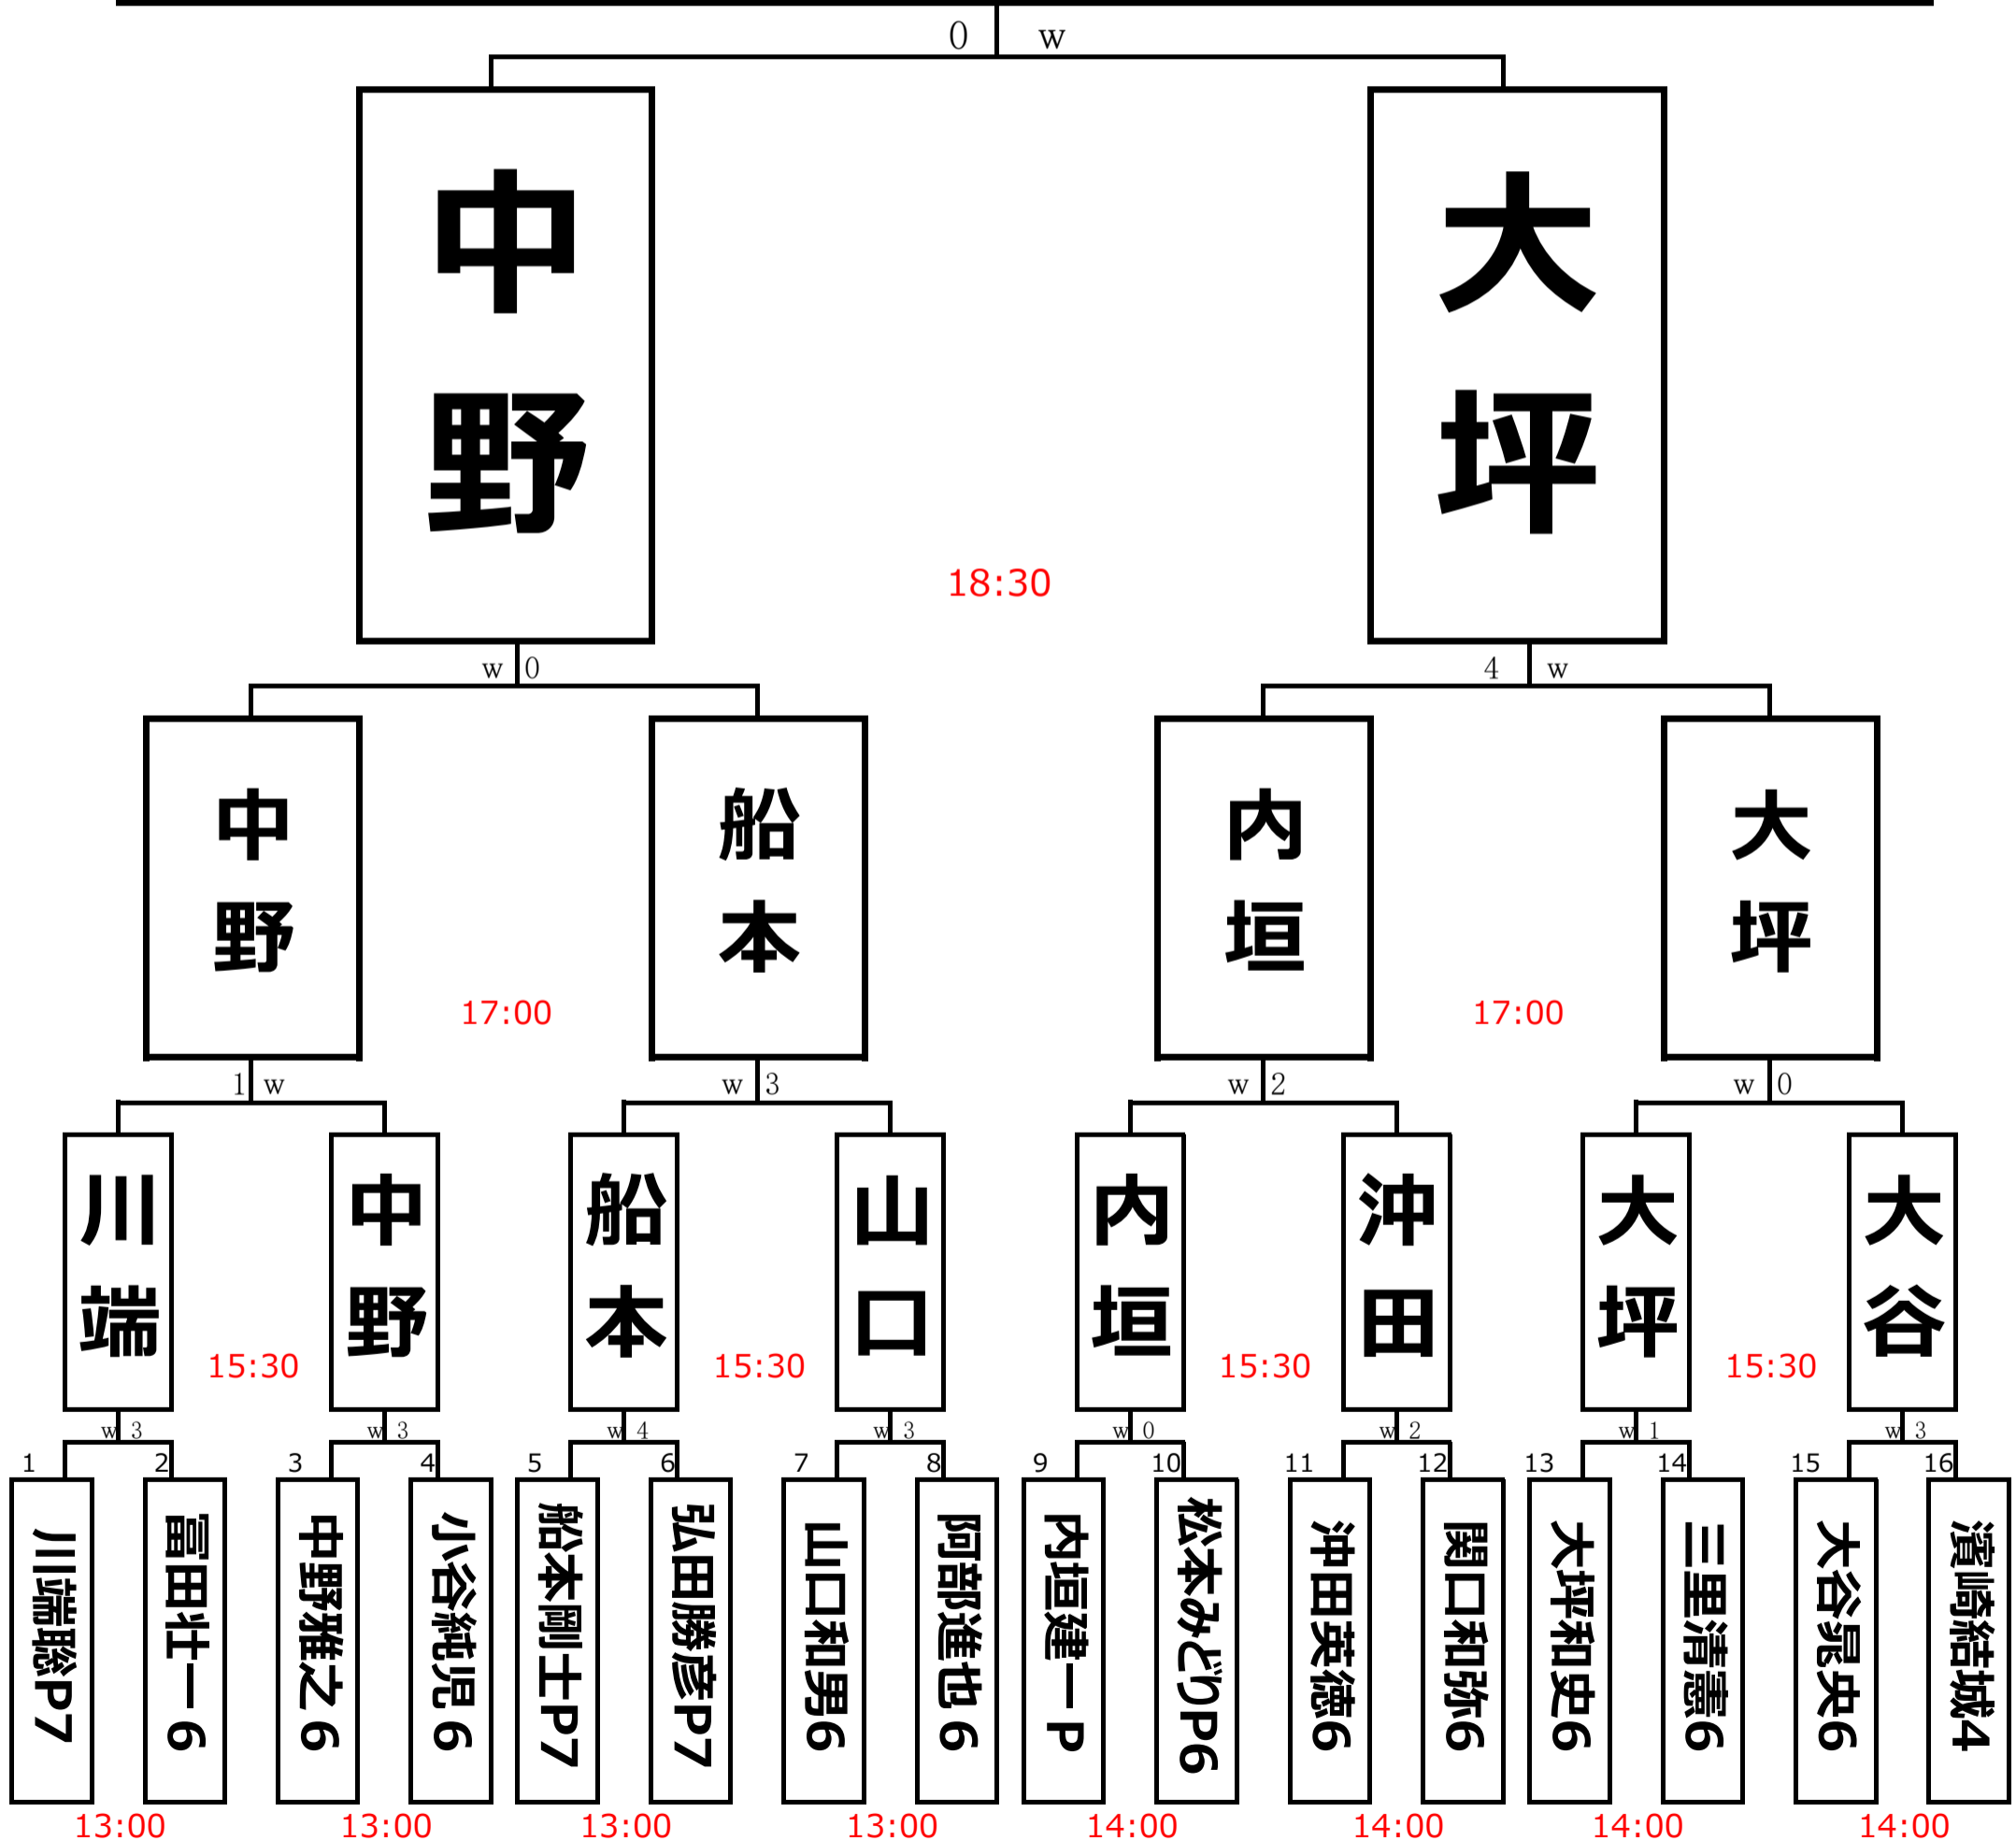 0 w
中野
大坪
18:30
w 0
4 w
中野
船本
内垣
大坪
17:00
17:00
1 w
w 3
w 2
w 0
川端
中野
船本
山口
内垣
沖田
大坪
大谷
15:30
15:30
15:30
15:30
w 3
w 3
w 4
w 3
w 0
w 2
w 1
w 3
1
2
3
4
5
6
7
8
9
10
11
12
13
14
15
16
川端聡P7
冨田壮一6
中野雅之6
小谷純児6
船本剛士P7
弘田勝彦P7
山口和男6
阿部進也6
内垣建一P
松本みどりP6
沖田英徳6
関口和弥6
大坪和史6
三里清憲6
大谷晃央6
濱崎結城4
13:00
13:00
13:00
13:00
14:00
14:00
14:00
14:00